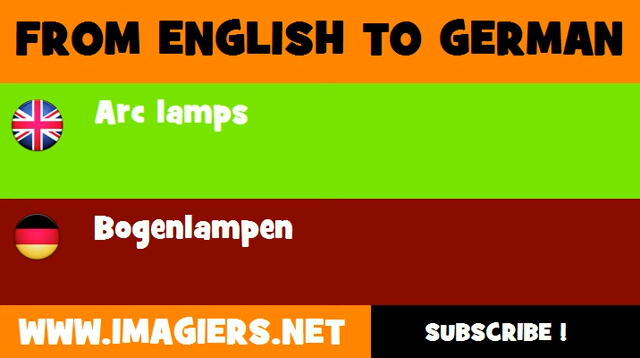 FROM ENGLISH TO GERMAN
Arc lamps
Bogenlampen
WWW.IMAGIERS.NET
SUBSCRIBE !